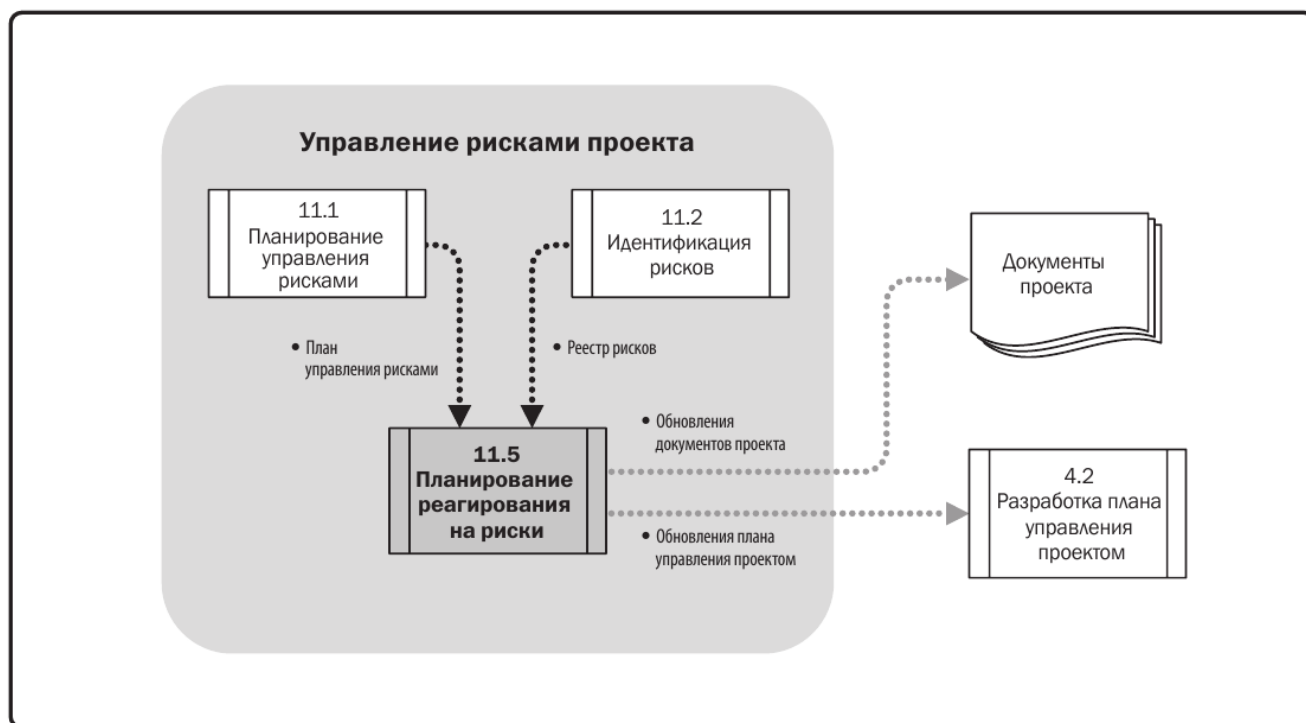 Управление рисками проекта
11.1
Планирование
управления
рисками
11.2
Идентификация
рисков
Документы
проекта
• План
управления рисками
• Реестр рисков
• Обновления
документов проекта
11.5
Планирование
реагирования
на риски
4.2
Разработка плана
управления
проектом
• Обновления плана
управления проектом